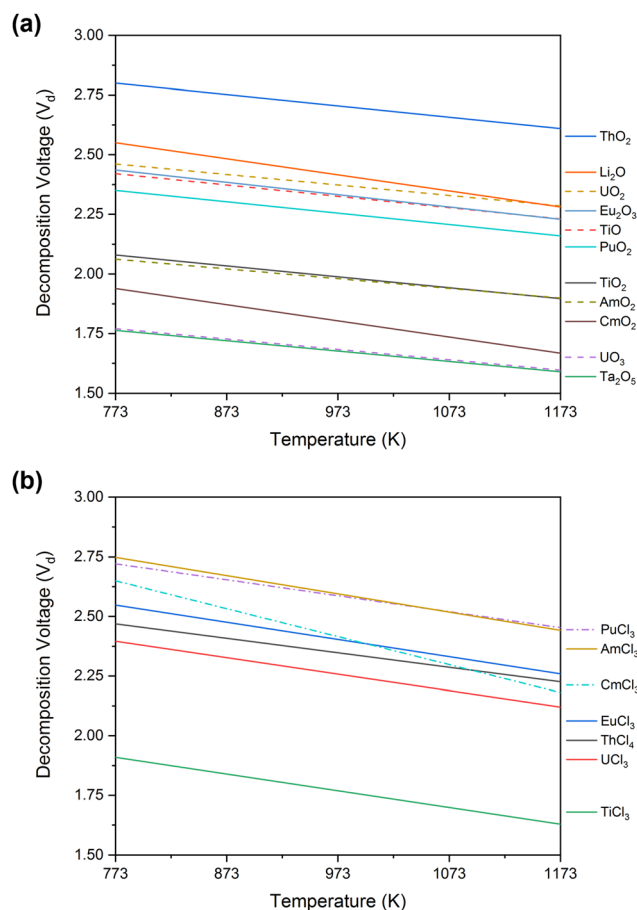 (a)
Decomposition Voltage (V_d)
3.00
2.75
2.50
2.25
2.00
1.75
1.50
773
873
973
1073
1173
Temperature (K)
ThO₂
Li₂O
UO₂
Eu₂O₃
TiO
PuO₂
TiO₂
AmO₂
CmO₂
UO₃
Ta₂O₅
(b)
Decomposition Voltage (V_d)
3.00
2.75
2.50
2.25
2.00
1.75
1.50
773
873
973
1073
1173
Temperature (K)
PuCl₃
AmCl₃
CmCl₃
EuCl₃
ThCl₄
UCl₃
TiCl₃